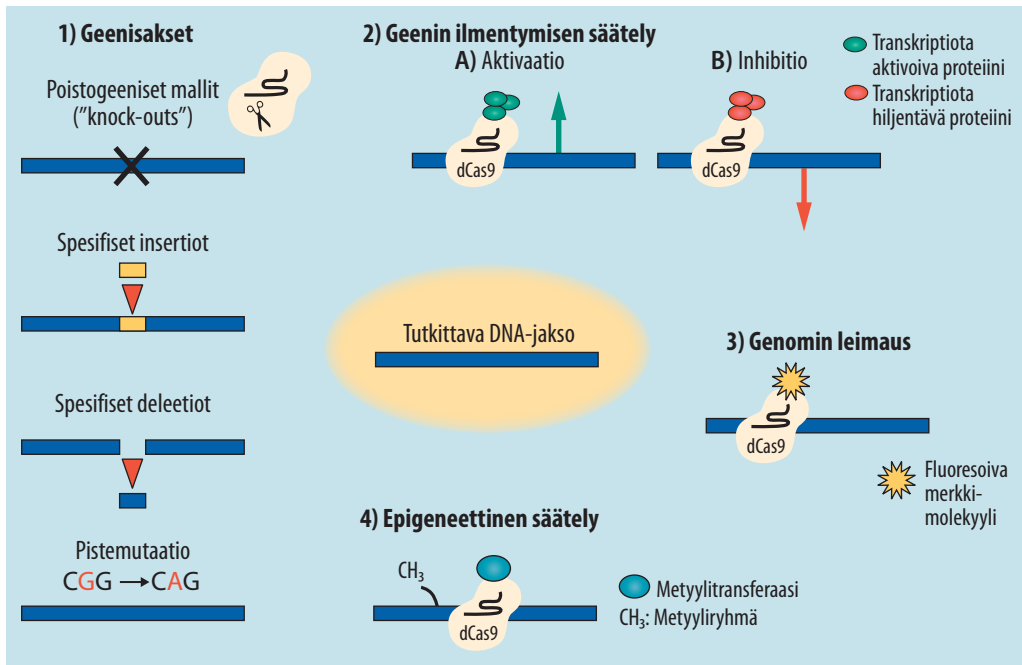 1) Geenisakset
Poistogeeniset mallit
("knock-outs")
Spesifiset insertiot
Spesifiset deleetiot
Pistemutaatio
CGG → CAG
2) Geenin ilmentymisen säätely
A) Aktivaatio
dCas9
B) Inhibitio
dCas9
Transkriptiota
aktivoiva proteiini
Transkriptiota
hiljentävä proteiini
Tutkittava DNA-jakso
3) Genomin leimaus
dCas9
Fluoresoiva
merkki-
molekyyli
4) Epigeneettinen säätely
CH₃
dCas9
Metyylitransferaasi
CH₃: Metyyliryhmä